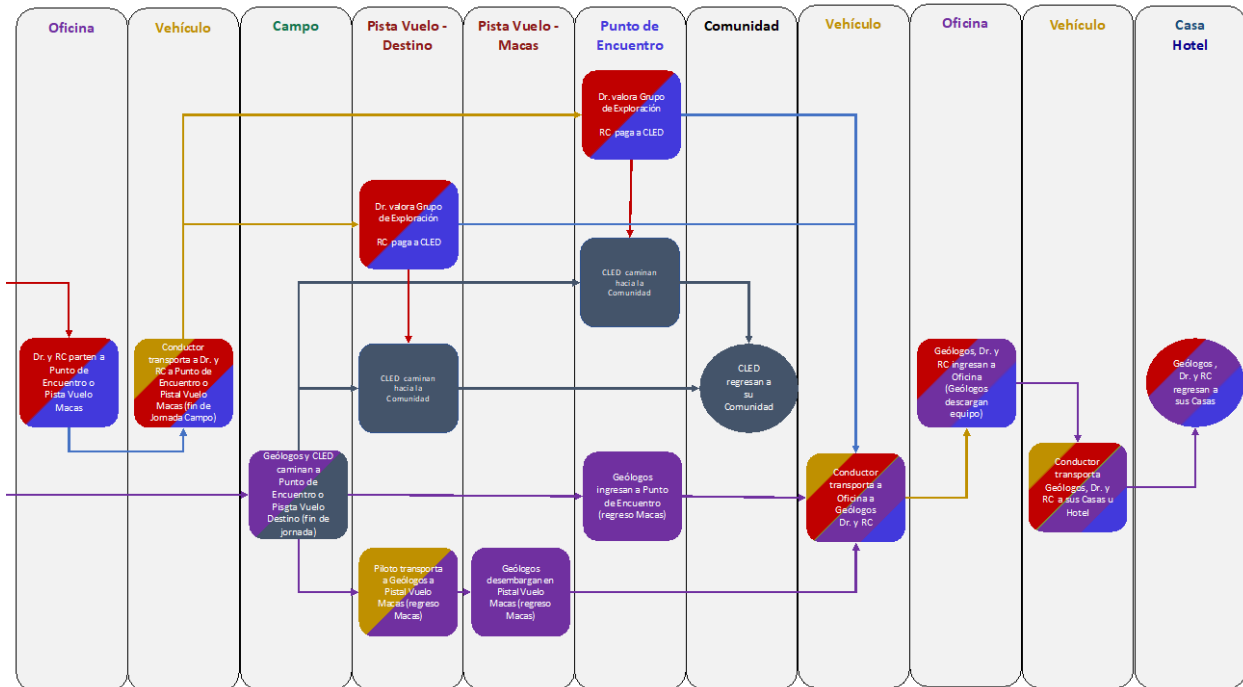 Oficina
Vehículo
Campo
Pista Vuelo -
Destino
Pista Vuelo -
Macas
Punto de
Encuentro
Comunidad
Vehículo
Oficina
Vehículo
Casa
Hotel
Dr. valora Grupo
de Exploración
RC paga a CLED
Dr. valora Grupo
de Exploración
RC paga a CLED
CLED caminan
hacia la
Comunidad
Dr. y RC parten a
Punto de
Encuentro o
Pista Vuelo
Macas
Conductor
transporta a Dr. y
RC a Punto de
Encuentro o
Pistal Vuelo
Macas (fin de
Jornada Campo)
CLED caminan
hacia la
Comunidad
CLED
regresan a
su
Comunidad
Geólogos, Dr. y
RC ingresan a
Oficina
(Geólogos
descargan
equipo)
Geólogos ,
Dr. y RC
regresan a
sus Casas
Geólogos y CLED
caminan a
Punto de
Encuentro o
Pisgta Vuelo
Destino (fin de
jornada)
Geólogos
ingresan a Punto
de Encuentro
(regreso Macas)
Conductor
transporta a
Oficina a
Geólogos
Dr. y RC
Conductor
transporta
Geólogos, Dr. y
RC a sus Casas u
Hotel
Piloto transporta
a Geólogos a
Pistal Vuelo
Macas (regreso
Macas)
Geólogos
desembargan en
Pistal Vuelo
Macas (regreso
Macas)